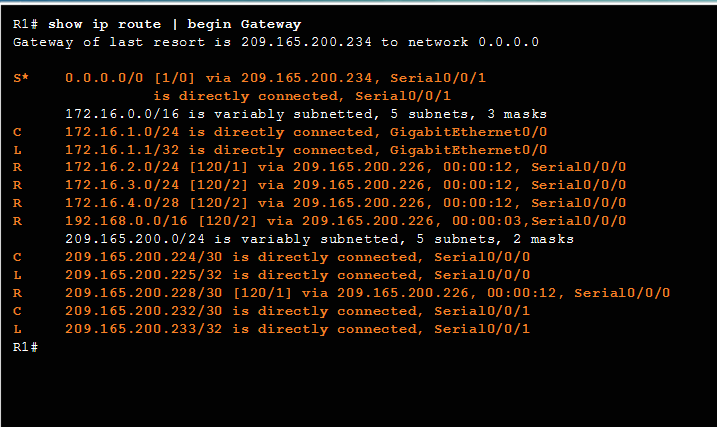 R1# show ip route | begin Gateway
Gateway of last resort is 209.165.200.234 to network 0.0.0.0
S* 0.0.0.0/0 [1/0] via 209.165.200.234, Serial0/0/1
is directly connected, Serial0/0/1
172.16.0.0/16 is variably subnetted, 5 subnets, 3 masks
C 172.16.1.0/24 is directly connected, GigabitEthernet0/0
L 172.16.1.1/32 is directly connected, GigabitEthernet0/0
R 172.16.2.0/24 [120/1] via 209.165.200.226, 00:00:12, Serial0/0/0
R 172.16.3.0/24 [120/2] via 209.165.200.226, 00:00:12, Serial0/0/0
R 172.16.4.0/28 [120/2] via 209.165.200.226, 00:00:12, Serial0/0/0
R 192.168.0.0/16 [120/2] via 209.165.200.226, 00:00:03,Serial0/0/0
209.165.200.0/24 is variably subnetted, 5 subnets, 2 masks
C 209.165.200.224/30 is directly connected, Serial0/0/0
L 209.165.200.225/32 is directly connected, Serial0/0/0
R 209.165.200.228/30 [120/1] via 209.165.200.226, 00:00:12, Serial0/0/0
C 209.165.200.232/30 is directly connected, Serial0/0/1
L 209.165.200.233/32 is directly connected, Serial0/0/1
R1#